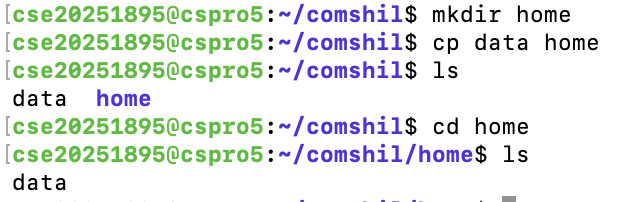 [cse20251895@cspro5:~/comshil$ mkdir home
[cse20251895@cspro5:~/comshil$ cp data home
[cse20251895@cspro5:~/comshil$ ls
data  home
[cse20251895@cspro5:~/comshil$ cd home
[cse20251895@cspro5:~/comshil/home$ ls
data